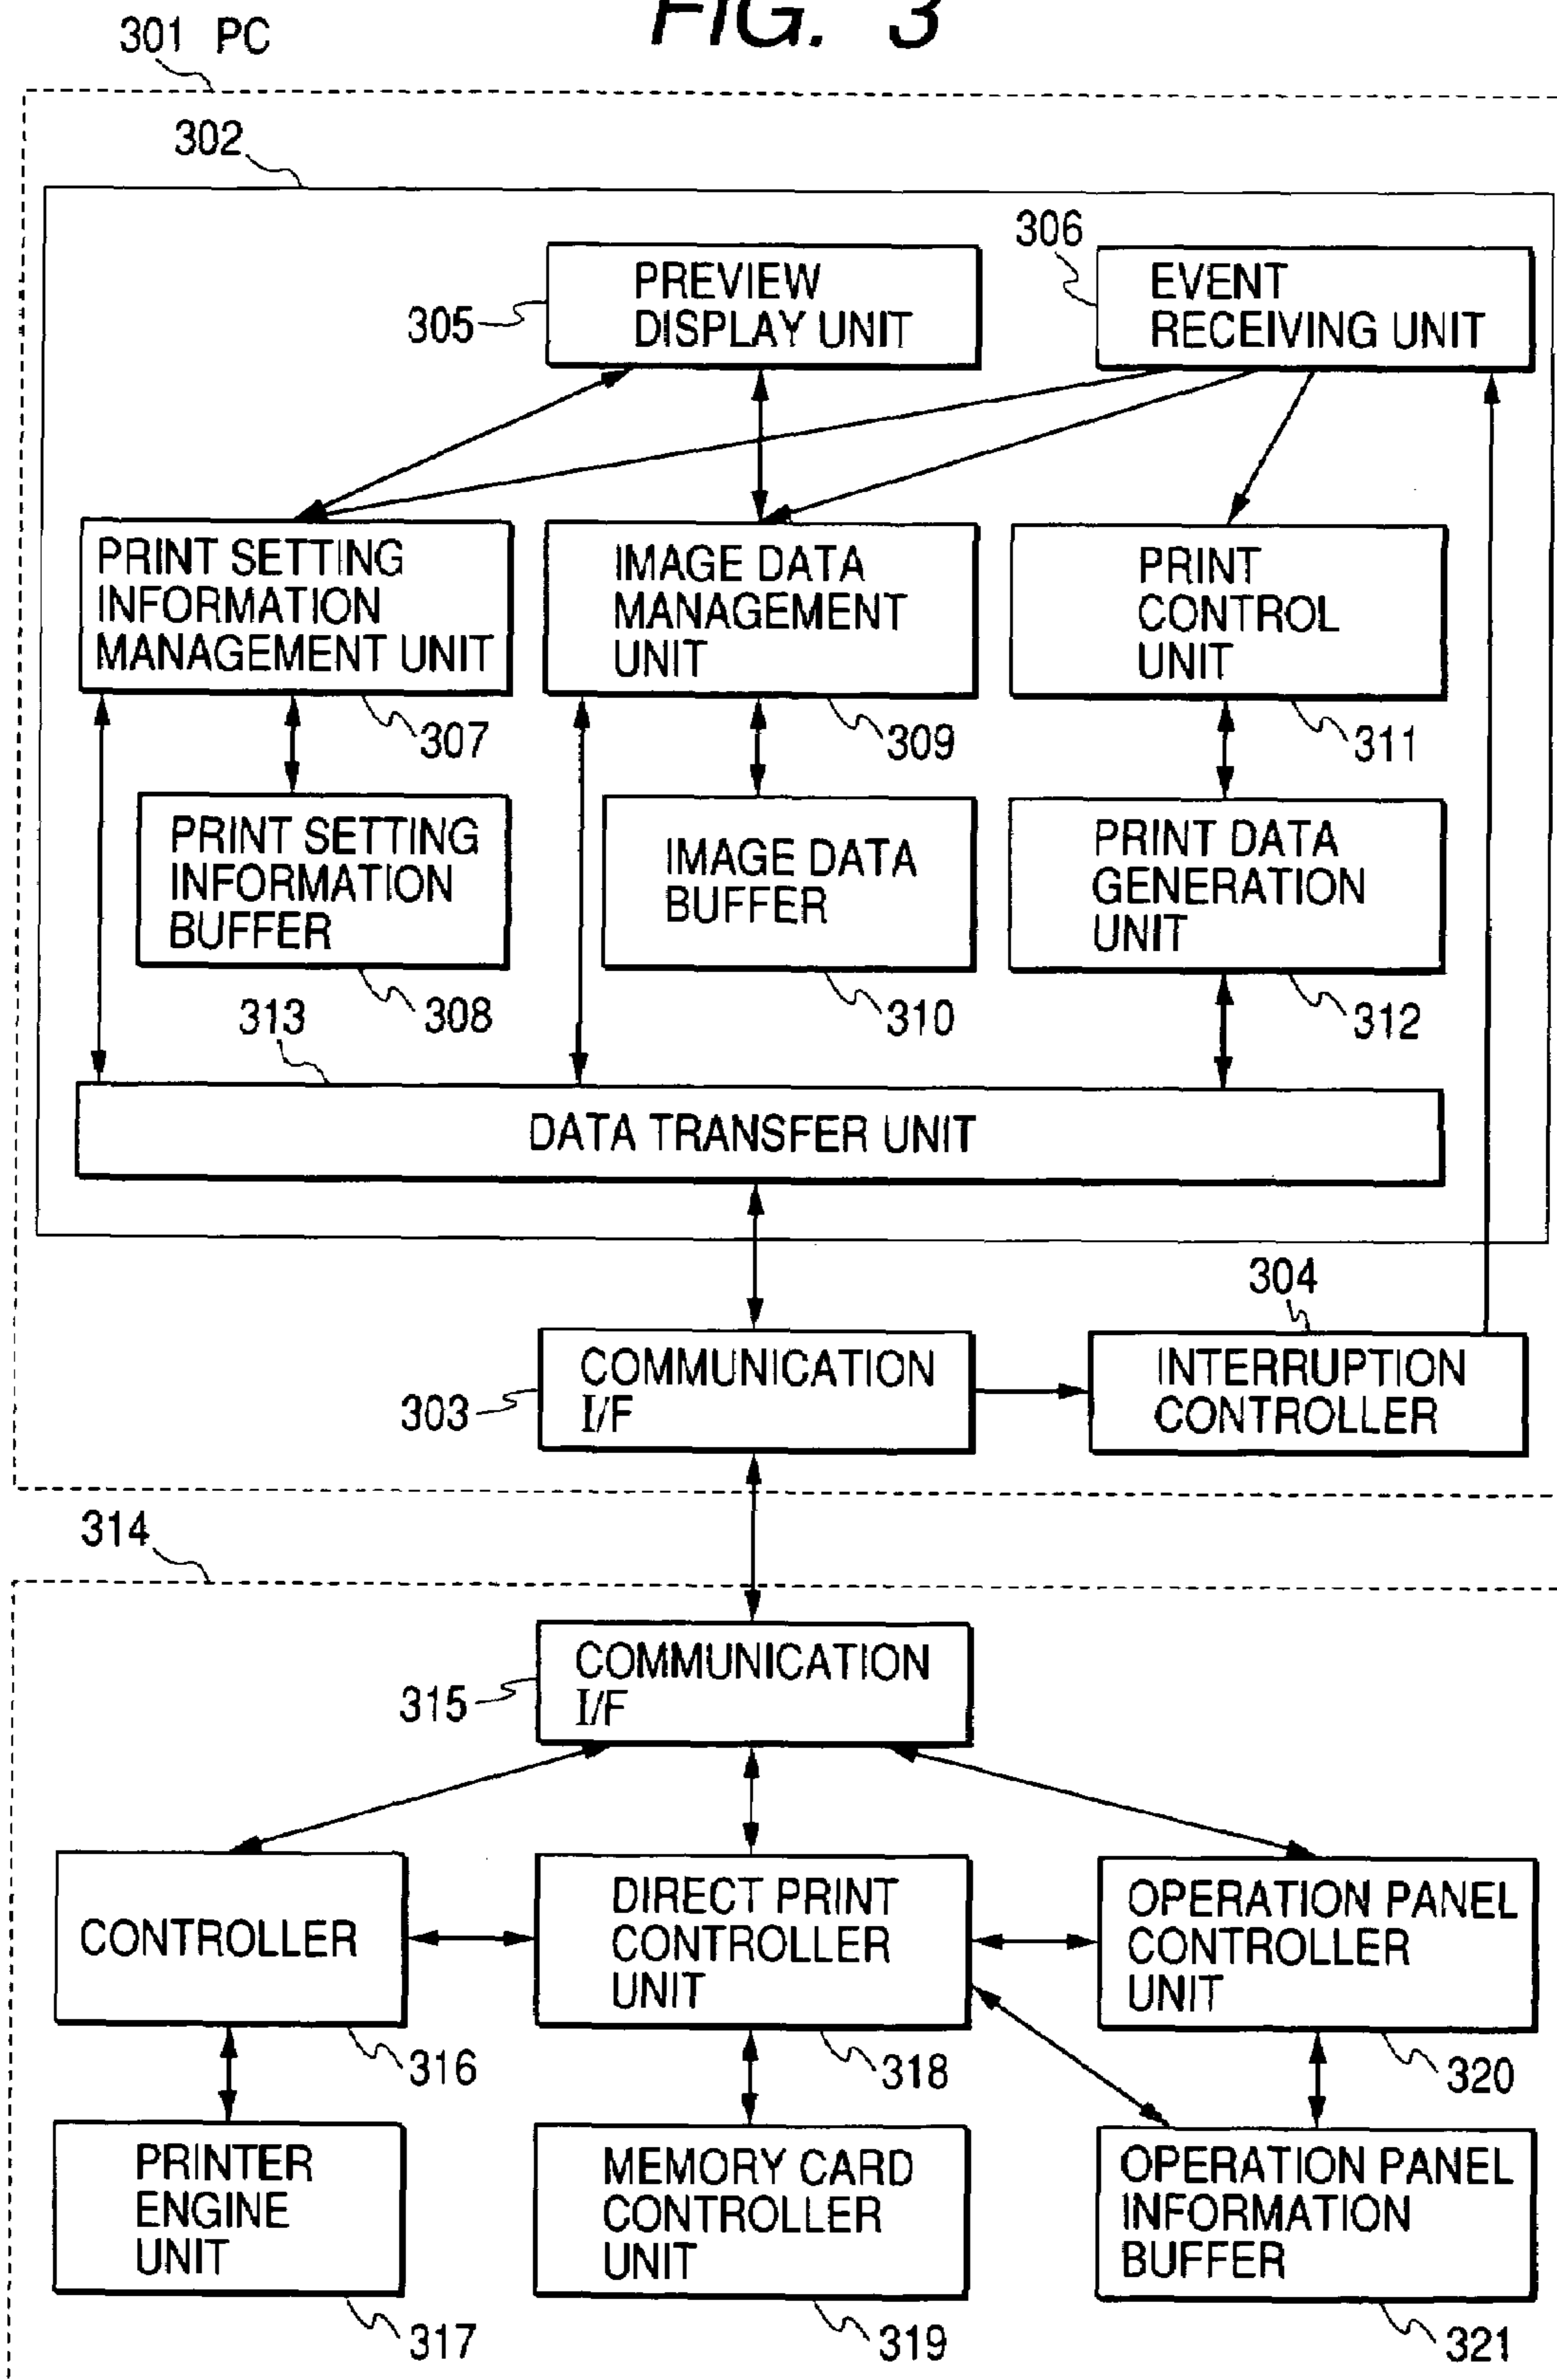 FIG. 3
301 PC
302
306
PREVIEW
DISPLAY UNIT
305
EVENT
RECEIVING UNIT
PRINT SETTING
INFORMATION
MANAGEMENT UNIT
IMAGE DATA
MANAGEMENT
UNIT
PRINT
CONTROL
UNIT
307
309
311
PRINT SETTING
INFORMATION
BUFFER
IMAGE DATA
BUFFER
PRINT DATA
GENERATION
UNIT
313
308
310
312
DATA TRANSFER UNIT
304
COMMUNICATION
I/F
303
INTERRUPTION
CONTROLLER
314
COMMUNICATION
I/F
315
CONTROLLER
DIRECT PRINT
CONTROLLER
UNIT
OPERATION PANEL
CONTROLLER
UNIT
316
318
320
PRINTER
ENGINE
UNIT
MEMORY CARD
CONTROLLER
UNIT
OPERATION PANEL
INFORMATION
BUFFER
317
319
321